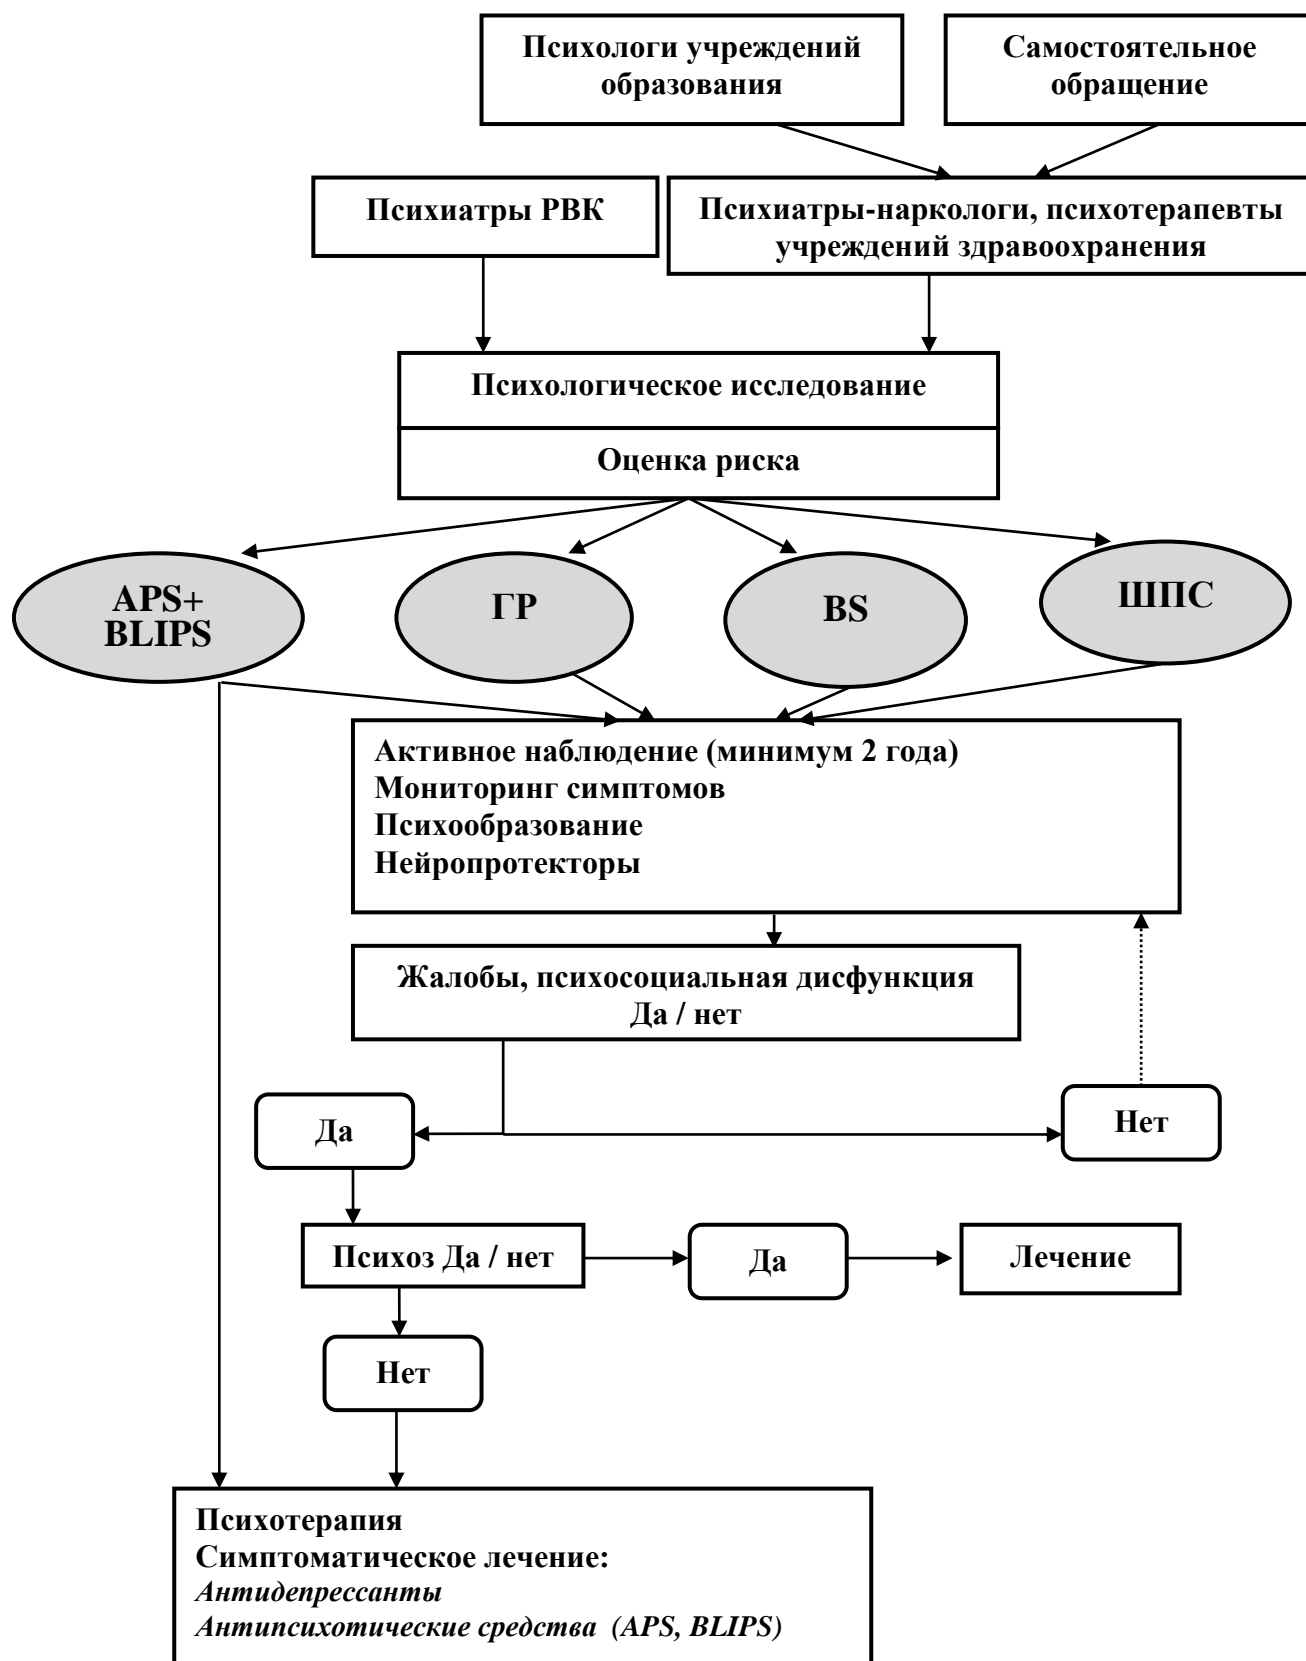 Психологи учреждений
образования
Самостоятельное
обращение
Психиатры РВК
Психиатры-наркологи, психотерапевты
учреждений здравоохранения
Психологическое исследование
Оценка риска
APS+
BLIPS
ГР
BS
ШПС
Активное наблюдение (минимум 2 года)
Мониторинг симптомов
Психообразование
Нейропротекторы
Жалобы, психосоциальная дисфункция
Да / нет
Да
Нет
Психоз Да / нет
Да
Лечение
Нет
Психотерапия
Симптоматическое лечение:
Антидепрессанты
Антипсихотические средства (APS, BLIPS)